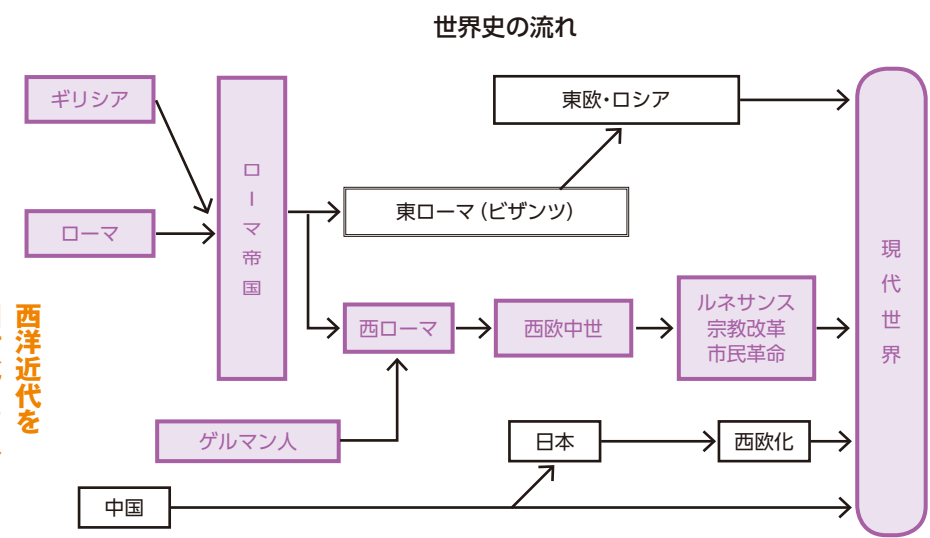 世界史の流れ
ギリシア
ローマ
ローマ帝国
東欧・ロシア
東ローマ(ビザンツ)
西ローマ
西欧中世
ルネサンス
宗教改革
市民革命
現代世界
ゲルマン人
日本
西欧化
中国
西洋近代を